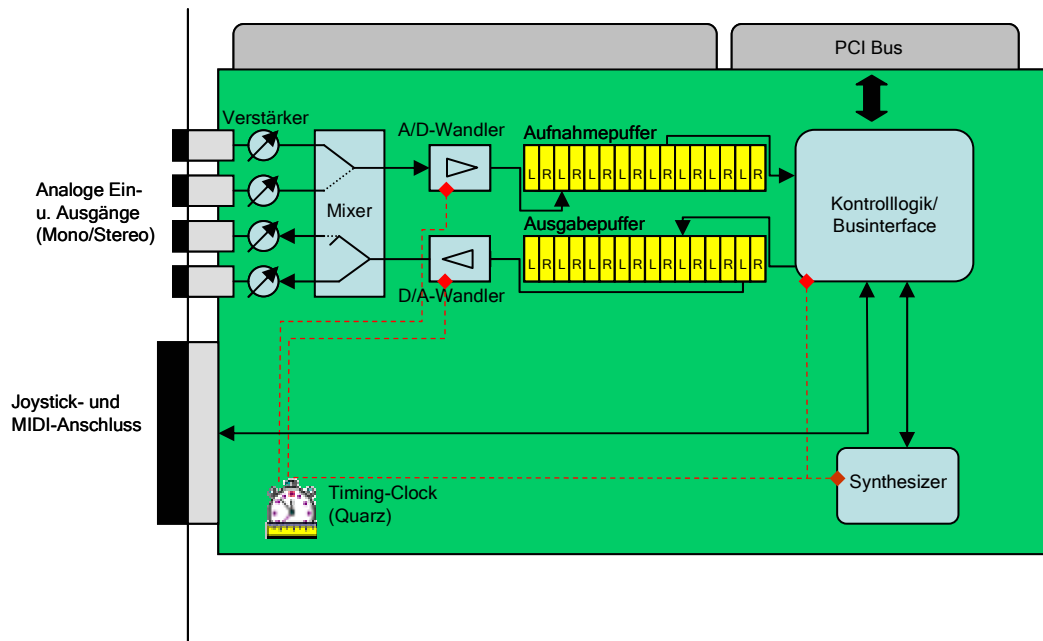 PCI Bus
Verstärker
A/D-Wandler
Aufnahmepuffer
L R L R L R L R L R L R L R L R
Analoge Ein-
u. Ausgänge
(Mono/Stereo)
Mixer
Kontrolllogik/
Businterface
Ausgabepuffer
L R L R L R L R L R L R L R L R
D/A-Wandler
Joystick- und
MIDI-Anschluss
Timing-Clock
(Quarz)
Synthesizer